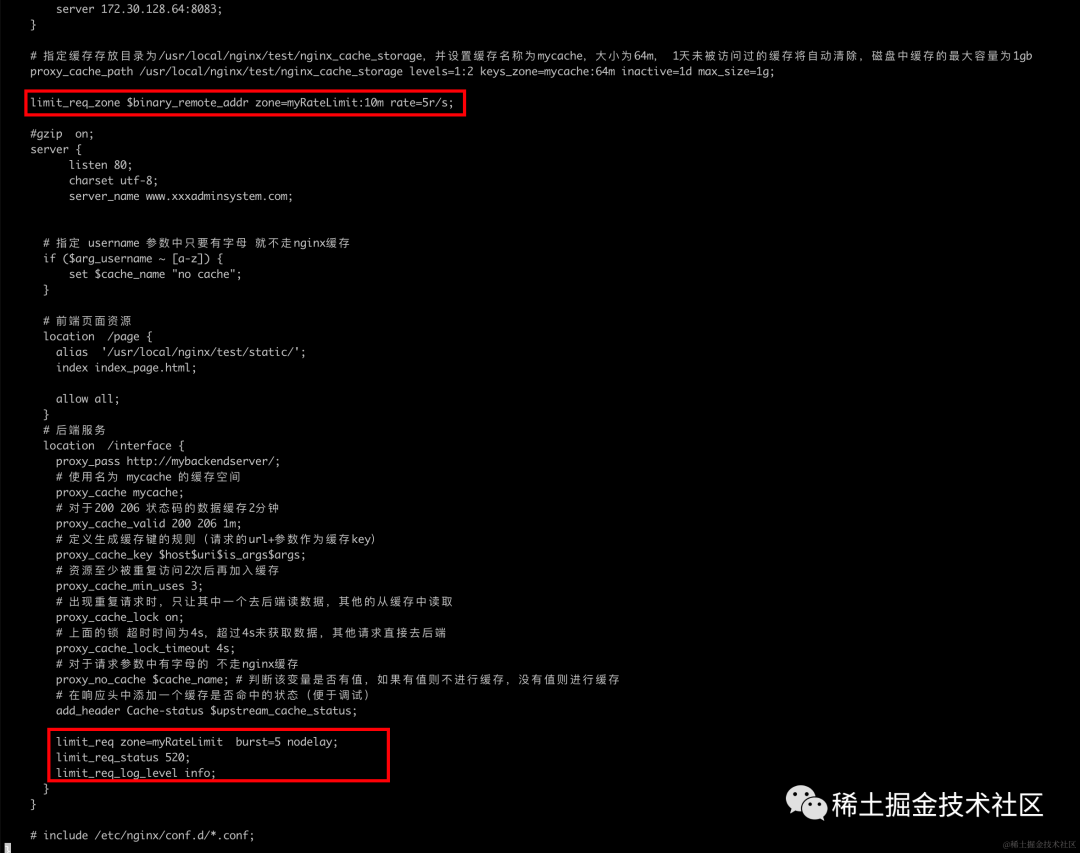 server 172.30.128.64:8083;
}
# 指定缓存存放目录为/usr/local/nginx/test/nginx_cache_storage，并设置缓存名称为mycache，大小为64m， 1天未被访问过的缓存将自动清除，磁盘中缓存的最大容量为1gb
proxy_cache_path /usr/local/nginx/test/nginx_cache_storage levels=1:2 keys_zone=mycache:64m inactive=1d max_size=1g;
limit_req_zone $binary_remote_addr zone=myRateLimit:10m rate=5r/s;
#gzip  on;
server {
listen 80;
charset utf-8;
server_name www.xxxadminsystem.com;
# 指定 username 参数中只要有字母 就不走nginx缓存
if ($arg_username ~ [a-z]) {
set $cache_name "no cache";
}
# 前端页面资源
location  /page {
alias  '/usr/local/nginx/test/static/';
index index_page.html;
allow all;
}
# 后端服务
location  /interface {
proxy_pass http://mybackendserver/;
# 使用名为 mycache 的缓存空间
proxy_cache mycache;
# 对于200 206 状态码的数据缓存2分钟
proxy_cache_valid 200 206 1m;
# 定义生成缓存键的规则（请求的url+参数作为缓存key）
proxy_cache_key $host$uri$is_args$args;
# 资源至少被重复访问2次后再加入缓存
proxy_cache_min_uses 3;
# 出现重复请求时，只让其中一个去后端读数据，其他的从缓存中读取
proxy_cache_lock on;
# 上面的锁 超时时间为4s，超过4s未获取数据，其他请求直接去后端
proxy_cache_lock_timeout 4s;
# 对于请求参数中有字母的 不走nginx缓存
proxy_no_cache $cache_name; # 判断该变量是否有值，如果有值则不进行缓存，没有值则进行缓存
# 在响应头中添加一个缓存是否命中的状态（便于调试）
add_header Cache-status $upstream_cache_status;
limit_req zone=myRateLimit  burst=5 nodelay;
limit_req_status 520;
limit_req_log_level info;
}
}
# include /etc/nginx/conf.d/*.conf;
稀土掘金技术社区
@稀土掘金技术社区